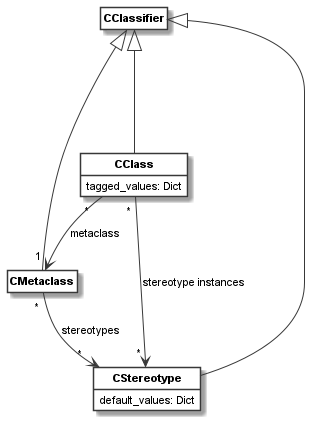 CClassifier
CClass
tagged_values: Dict
*
*
metaclass
1
CMetaclass
stereotype instances
*
stereotypes
*
*
CStereotype
default_values: Dict